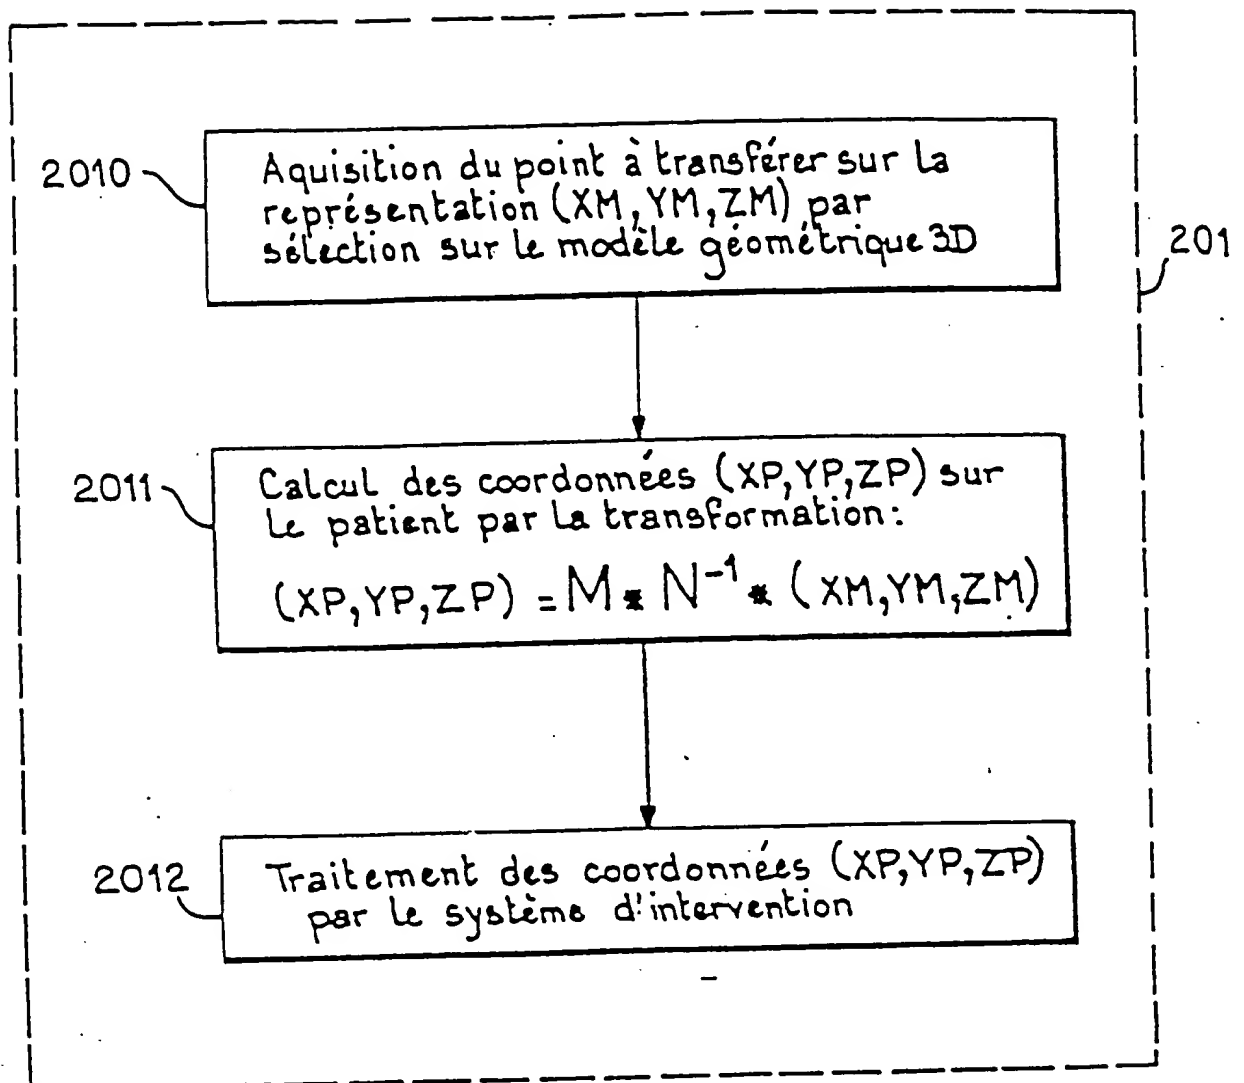 2010
Aquisition du point à transférer sur la
représentation (XM,YM,ZM) par
sélection sur le modèle géométrique 3D
201
2011
Calcul des coordonnées (XP,YP,ZP) sur
le patient par la transformation:
(XP,YP,ZP) = M * N⁻¹ * (XM,YM,ZM)
2012
Traitement des coordonnées (XP,YP,ZP)
par le système d'intervention